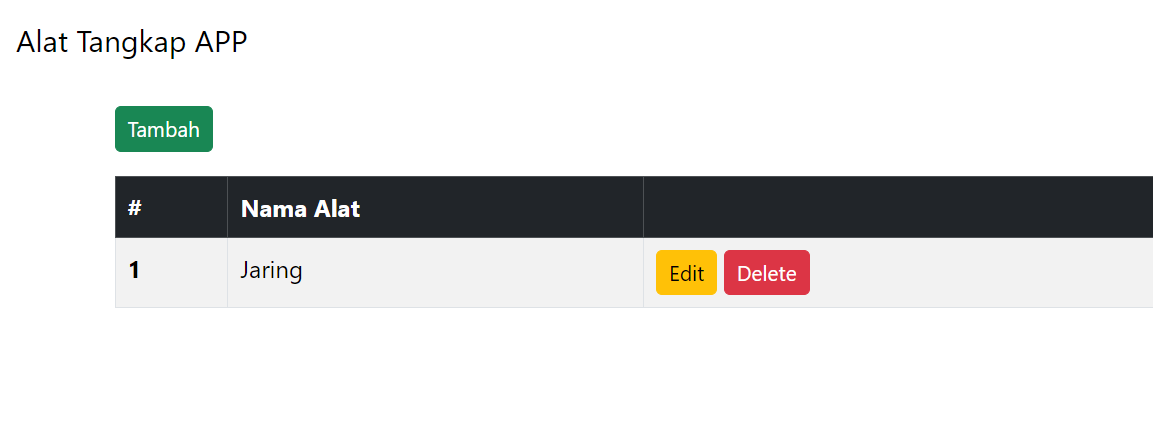 Alat Tangkap APP
Tambah
# Nama Alat
1 Jaring Edit Delete